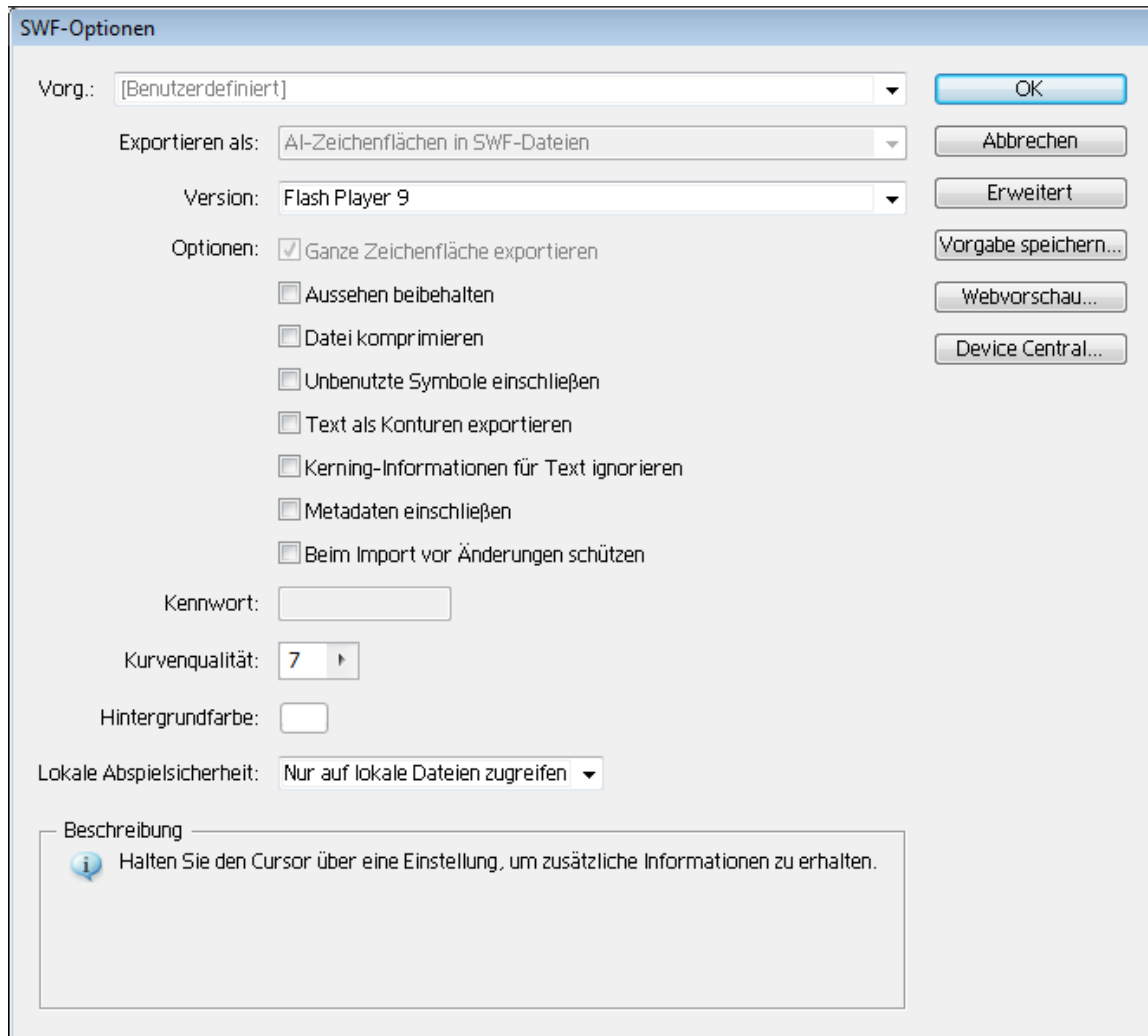 SWF-Optionen
Vorg.: [Benutzerdefiniert]
OK
Exportieren als: AI-Zeichenflächen in SWF-Dateien
Abbrechen
Version: Flash Player 9
Erweitert
Optionen: Ganze Zeichenfläche exportieren
Vorgabe speichern...
Aussehen beibehalten
Webvorschau...
Datei komprimieren
Device Central...
Unbenutzte Symbole einschließen
Text als Konturen exportieren
Kerning-Informationen für Text ignorieren
Metadaten einschließen
Beim Import vor Änderungen schützen
Kennwort:
Kurvenqualität: 7
Hintergrundfarbe:
Lokale Abspielsicherheit: Nur auf lokale Dateien zugreifen
Beschreibung
Halten Sie den Cursor über eine Einstellung, um zusätzliche Informationen zu erhalten.